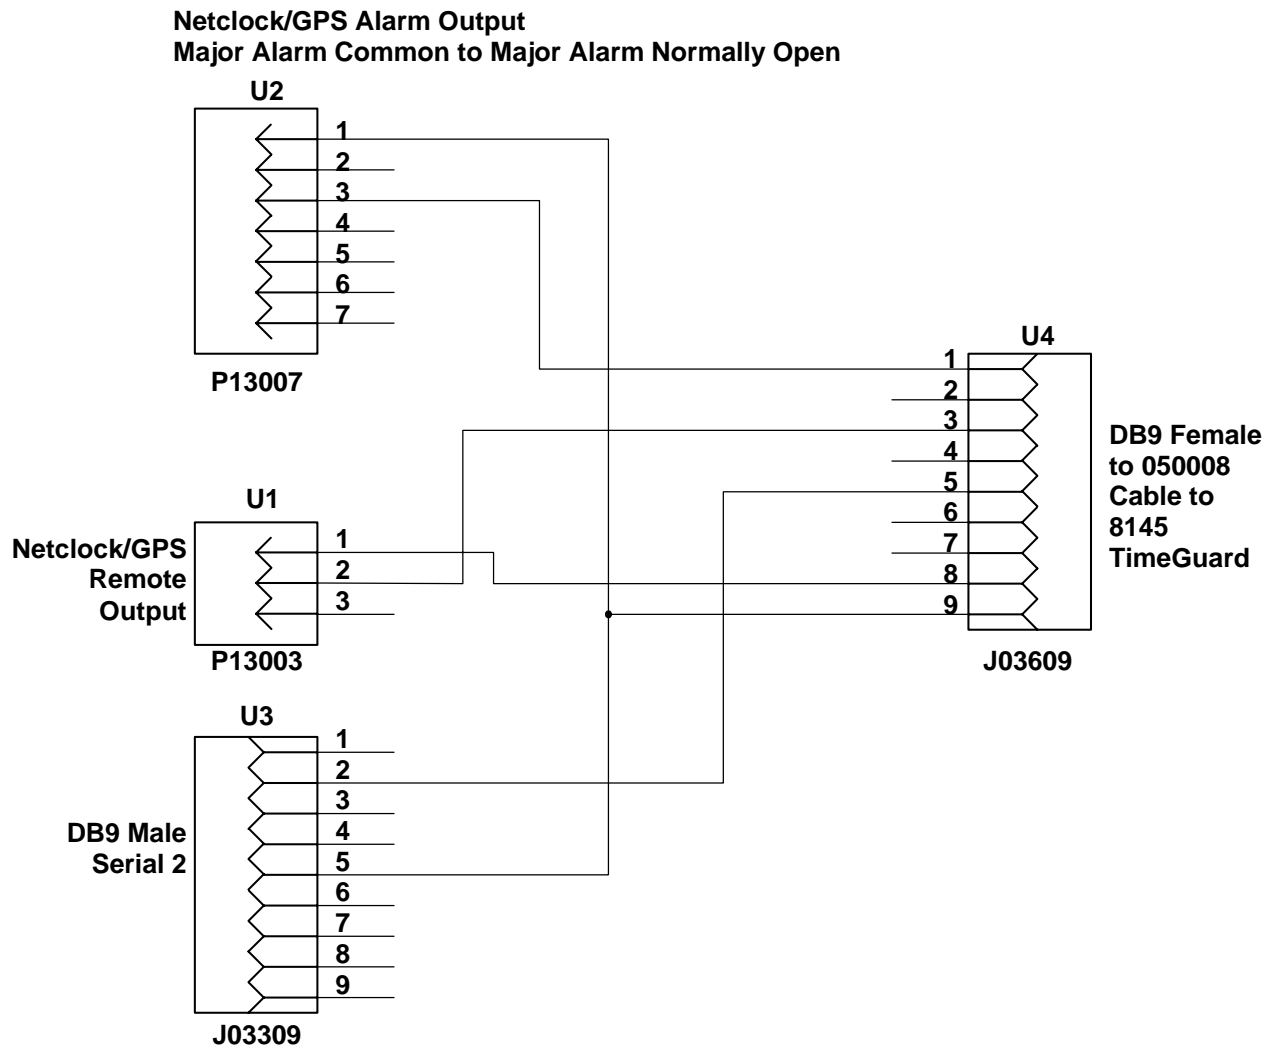 Netclock/GPS Alarm Output
Major Alarm Common to Major Alarm Normally Open
U2
1
2
3
4
5
6
7
P13007
U1
Netclock/GPS
Remote
Output
1
2
3
P13003
U3
DB9 Male
Serial 2
1
2
3
4
5
6
7
8
9
J03309
U4
1
2
3
4
5
6
7
8
9
DB9 Female
to 050008
Cable to
8145
TimeGuard
J03609